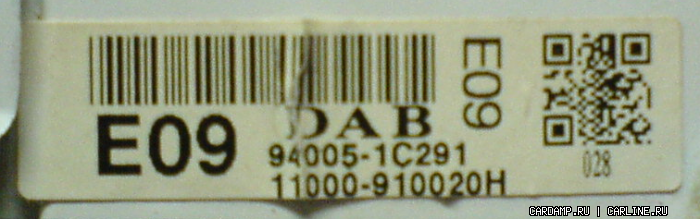 DAB
E09
E09
94005-1C291
11000-910020H
028
CARDAMP.RU | CARLINE.RU